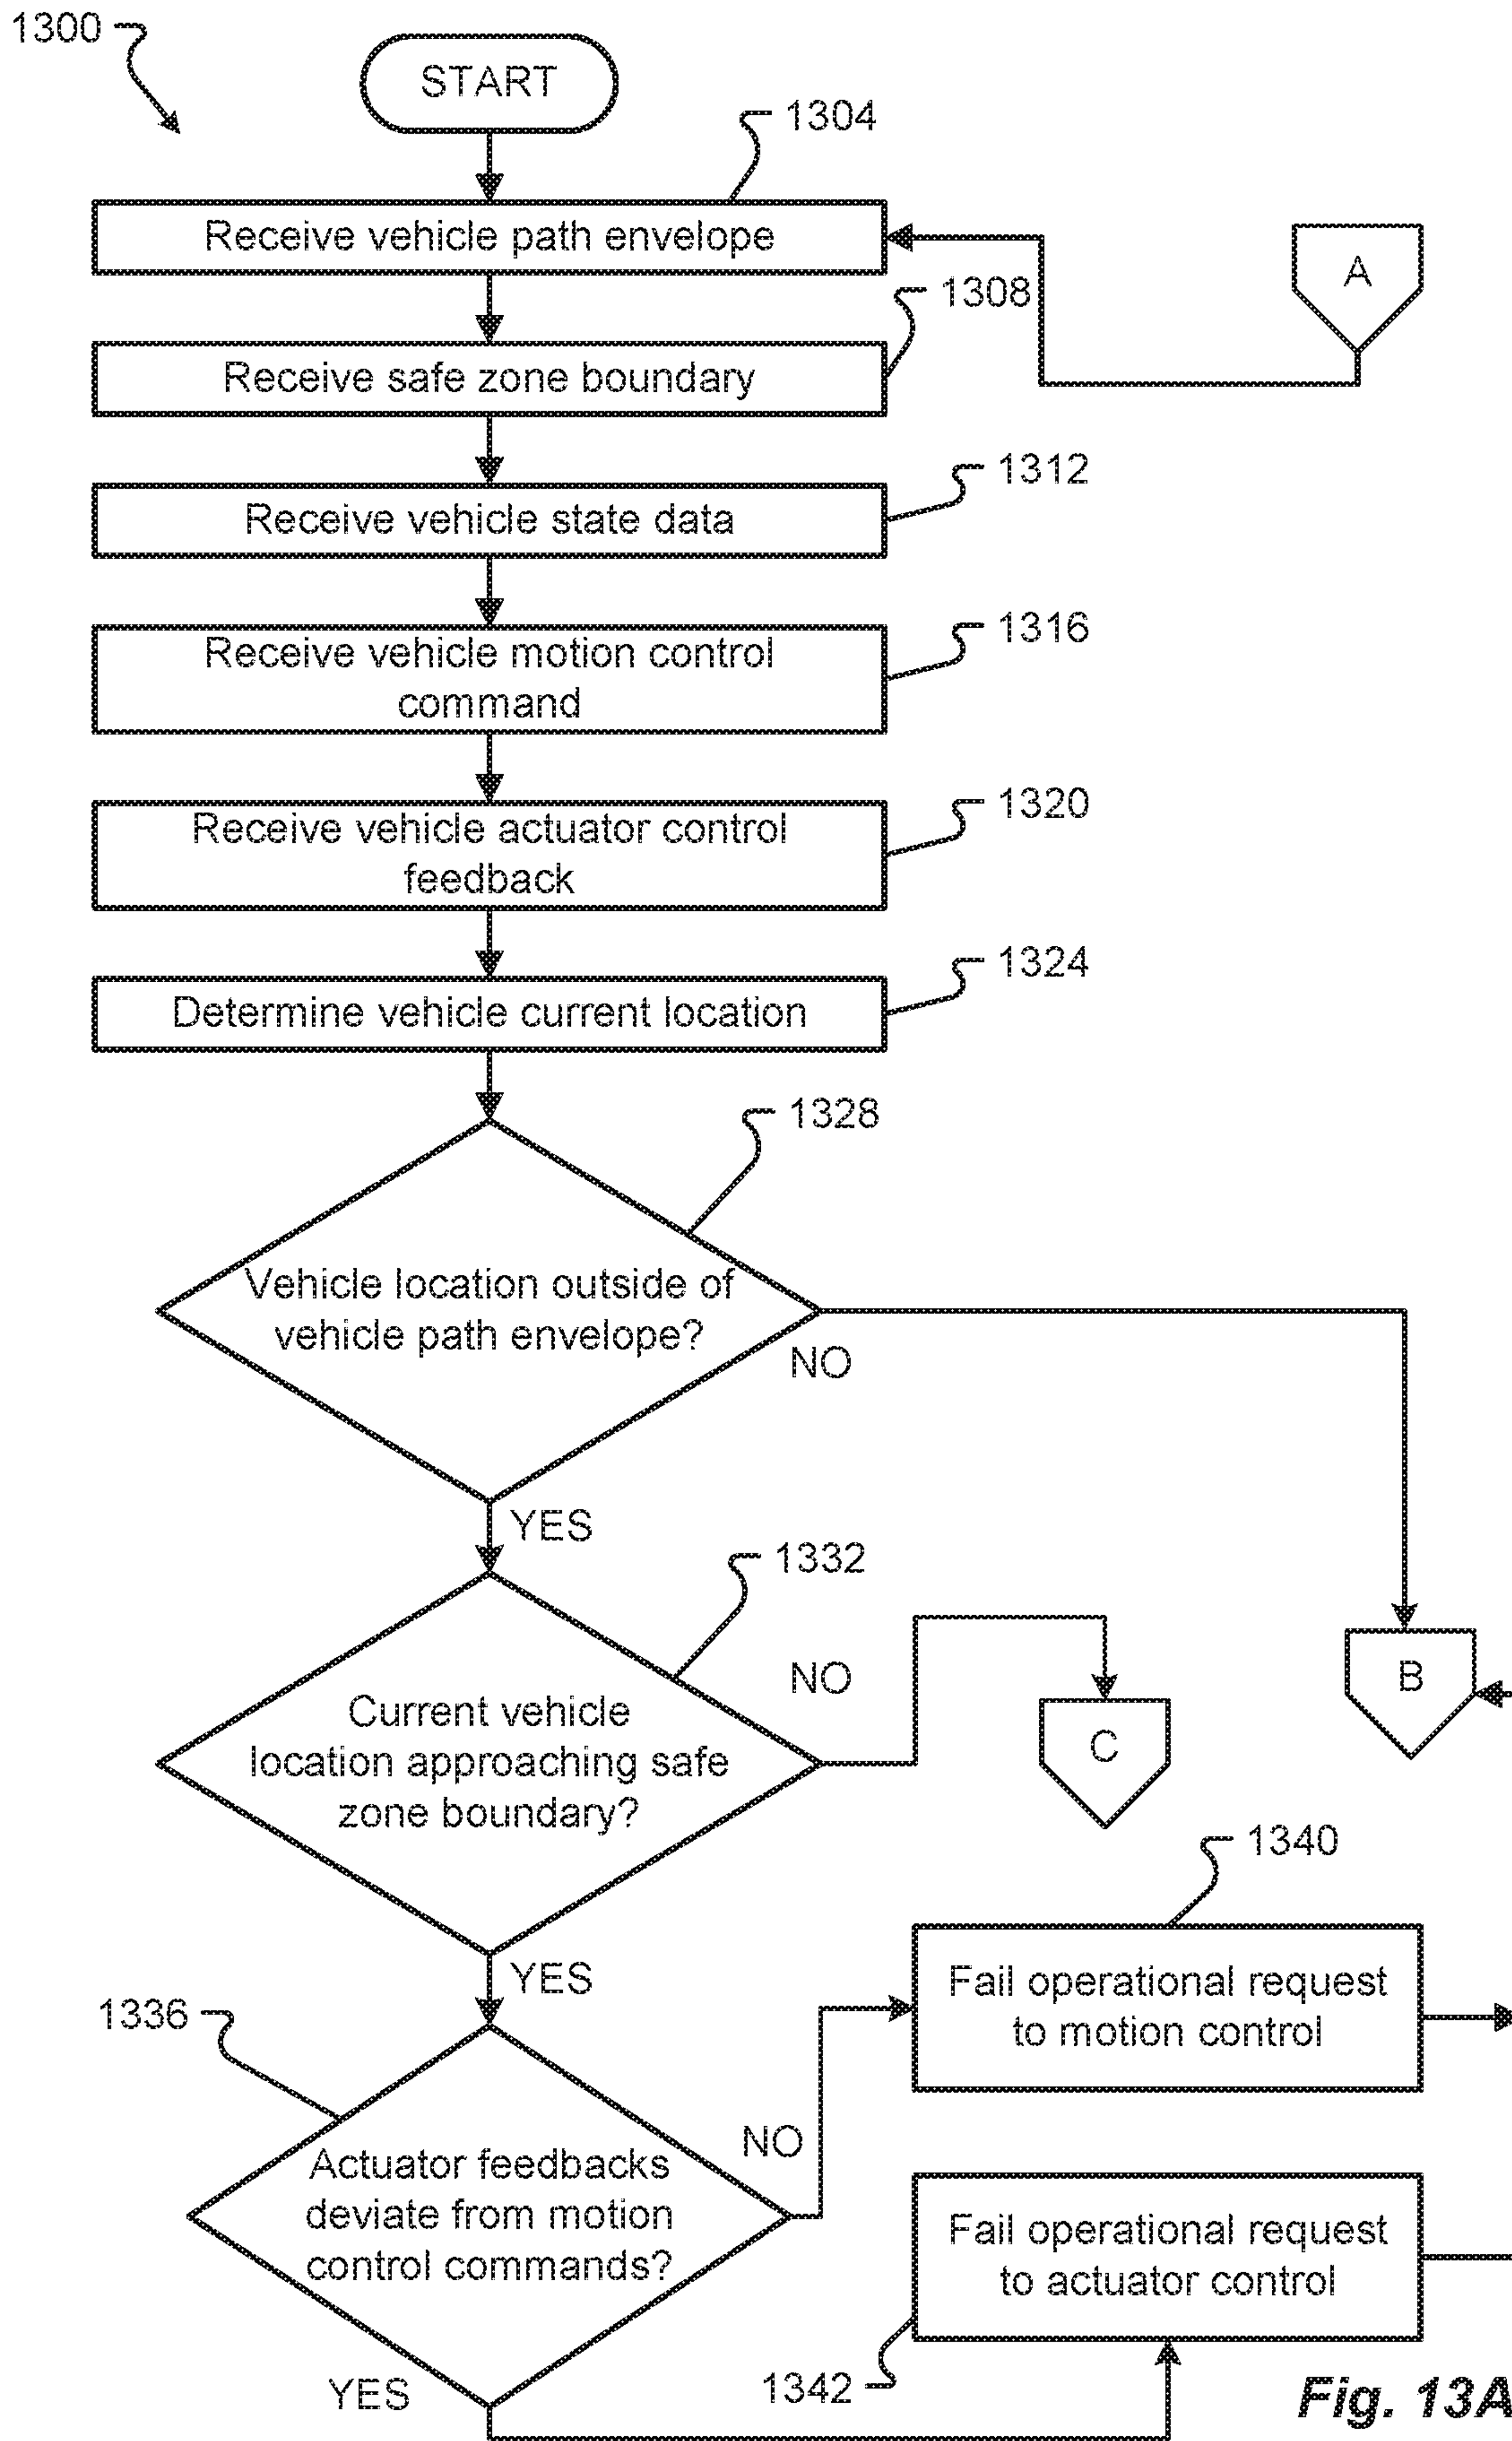 1300
START
1304
Receive vehicle path envelope
A
1308
Receive safe zone boundary
1312
Receive vehicle state data
1316
Receive vehicle motion control
command
1320
Receive vehicle actuator control
feedback
1324
Determine vehicle current location
1328
Vehicle location outside of
vehicle path envelope?
NO
YES
1332
NO
B
Current vehicle
location approaching safe
zone boundary?
C
1340
YES
1336
Fail operational request
to motion control
NO
Actuator feedbacks
deviate from motion
control commands?
Fail operational request
to actuator control
1342
YES
Fig. 13A